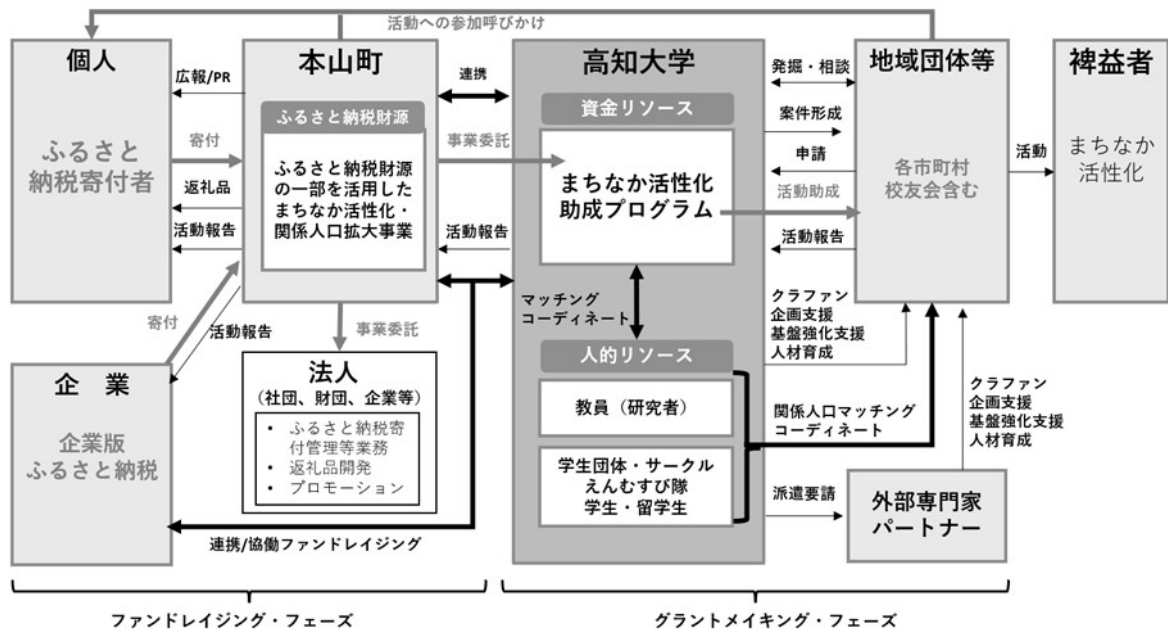 活動への参加呼びかけ
個人
ふるさと
納税寄付者
広報/PR
寄付
返礼品
活動報告
本山町
ふるさと納税財源
ふるさと納税財源
の一部を活用した
まちなか活性化・
関係人口拡大事業
連携
事業委託
活動報告
高知大学
資金リソース
まちなか活性化
助成プログラム
マッチング
コーディネート
人的リソース
教員（研究者）
学生団体・サークル
えんむすび隊
学生・留学生
発掘・相談
案件形成
申請
活動助成
活動報告
地域団体等
各市町村
校友会含む
活動
裨益者
まちなか
活性化
クラファン
企画支援
基盤強化支援
人材育成
関係人口マッチング
コーディネート
クラファン
企画支援
基盤強化支援
人材育成
派遣要請
外部専門家
パートナー
寄付
活動報告
事業委託
企　業
企業版
ふるさと納税
法人
（社団、財団、企業等）
• ふるさと納税寄
付管理等業務
• 返礼品開発
• プロモーション
連携/協働ファンドレイジング
ファンドレイジング・フェーズ
グラントメイキング・フェーズ